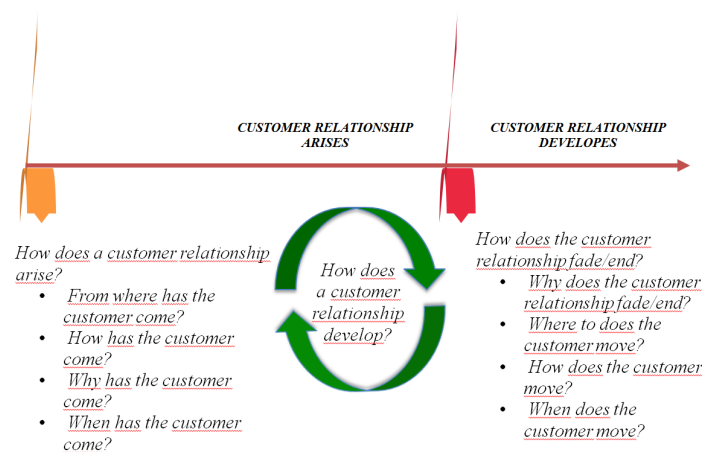 CUSTOMER RELATIONSHIP
ARISES
CUSTOMER RELATIONSHIP
DEVELOPES
How does a customer relationship
arise?
• From where has the
customer come?
• How has the customer
come?
• Why has the customer
come?
• When has the customer
come?
How does
a customer
relationship
develop?
How does the customer
relationship fade/end?
• Why does the customer
relationship fade/end?
• Where to does the
customer move?
• How does the customer
move?
• When does the
customer move?